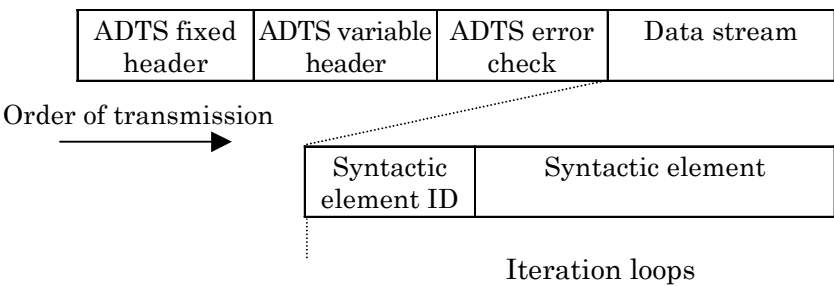 ADTS fixed header
ADTS variable header
ADTS error check
Data stream
Order of transmission
Syntactic element ID
Syntactic element
Iteration loops